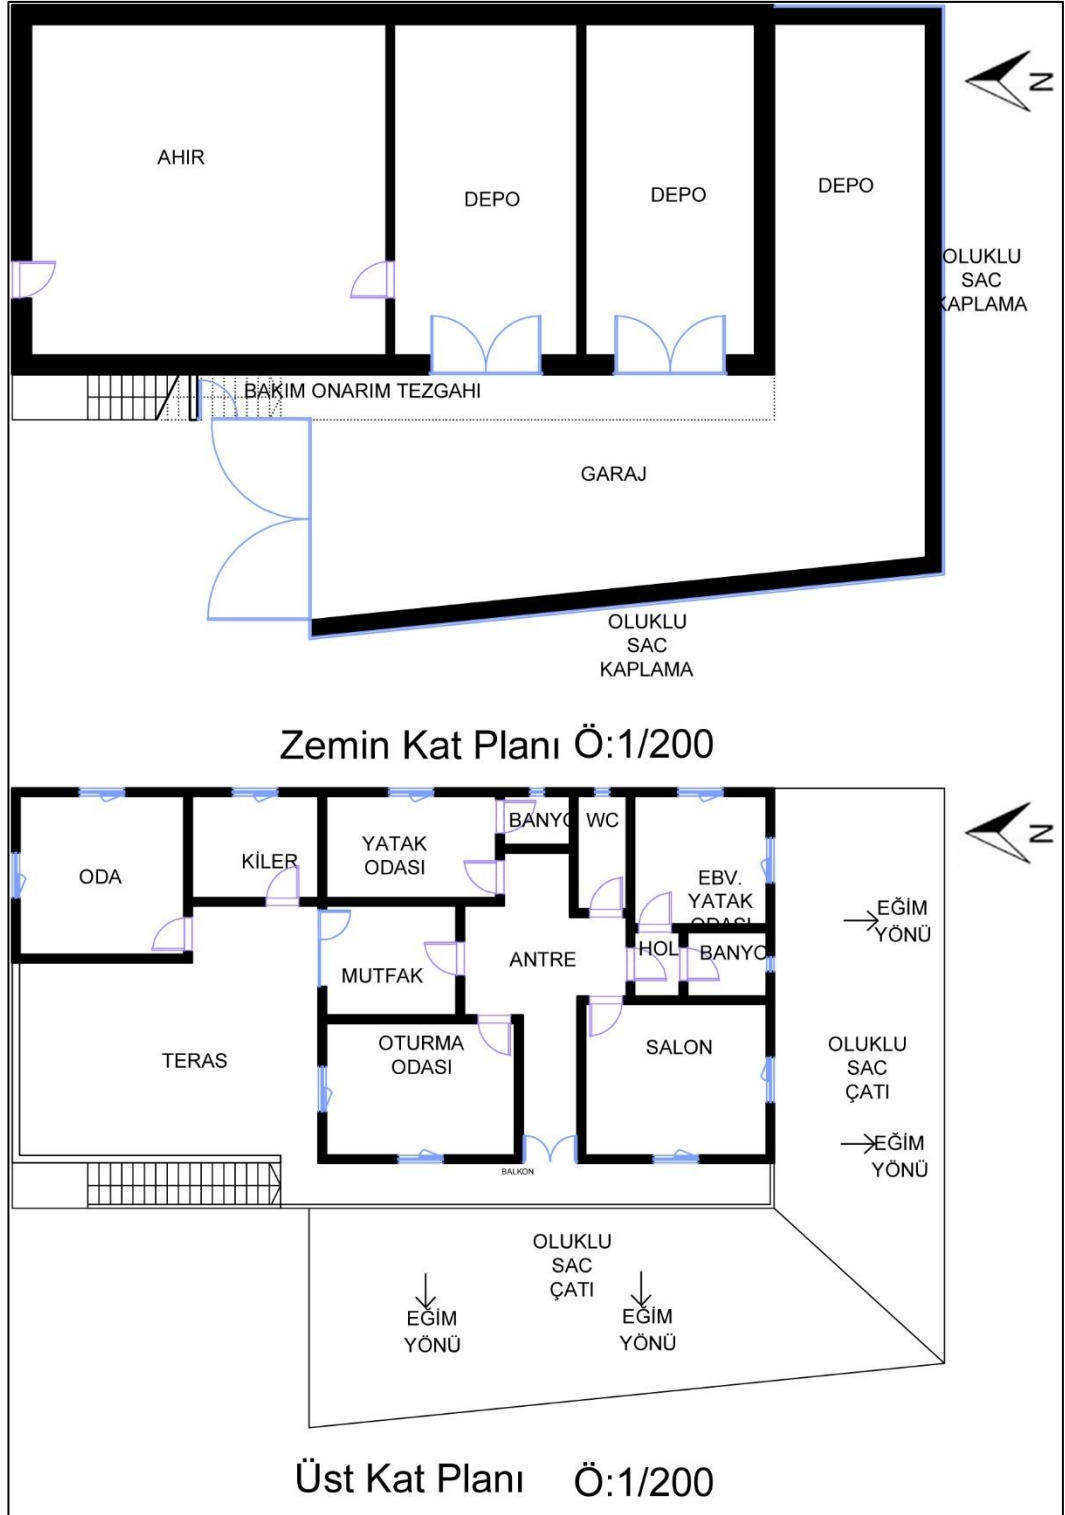 N
AHIR
DEPO
DEPO
DEPO
OLUKLU
SAC
KAPLAMA
BAKIM ONARIM TEZGAHI
GARAJ
OLUKLU
SAC
KAPLAMA
Zemin Kat Planı Ö:1/200
N
BANYO
WC
YATAK
ODASI
KİLER
ODA
EBV.
YATAK
ODASI
EĞİM
YÖNÜ
HOL
BANYO
ANTRE
MUTFAK
OTURMA
ODASI
SALON
TERAS
OLUKLU
SAC
ÇATI
EĞİM
YÖNÜ
BALKON
OLUKLU
SAC
ÇATI
EĞİM
YÖNÜ
EĞİM
YÖNÜ
Üst Kat Planı Ö:1/200